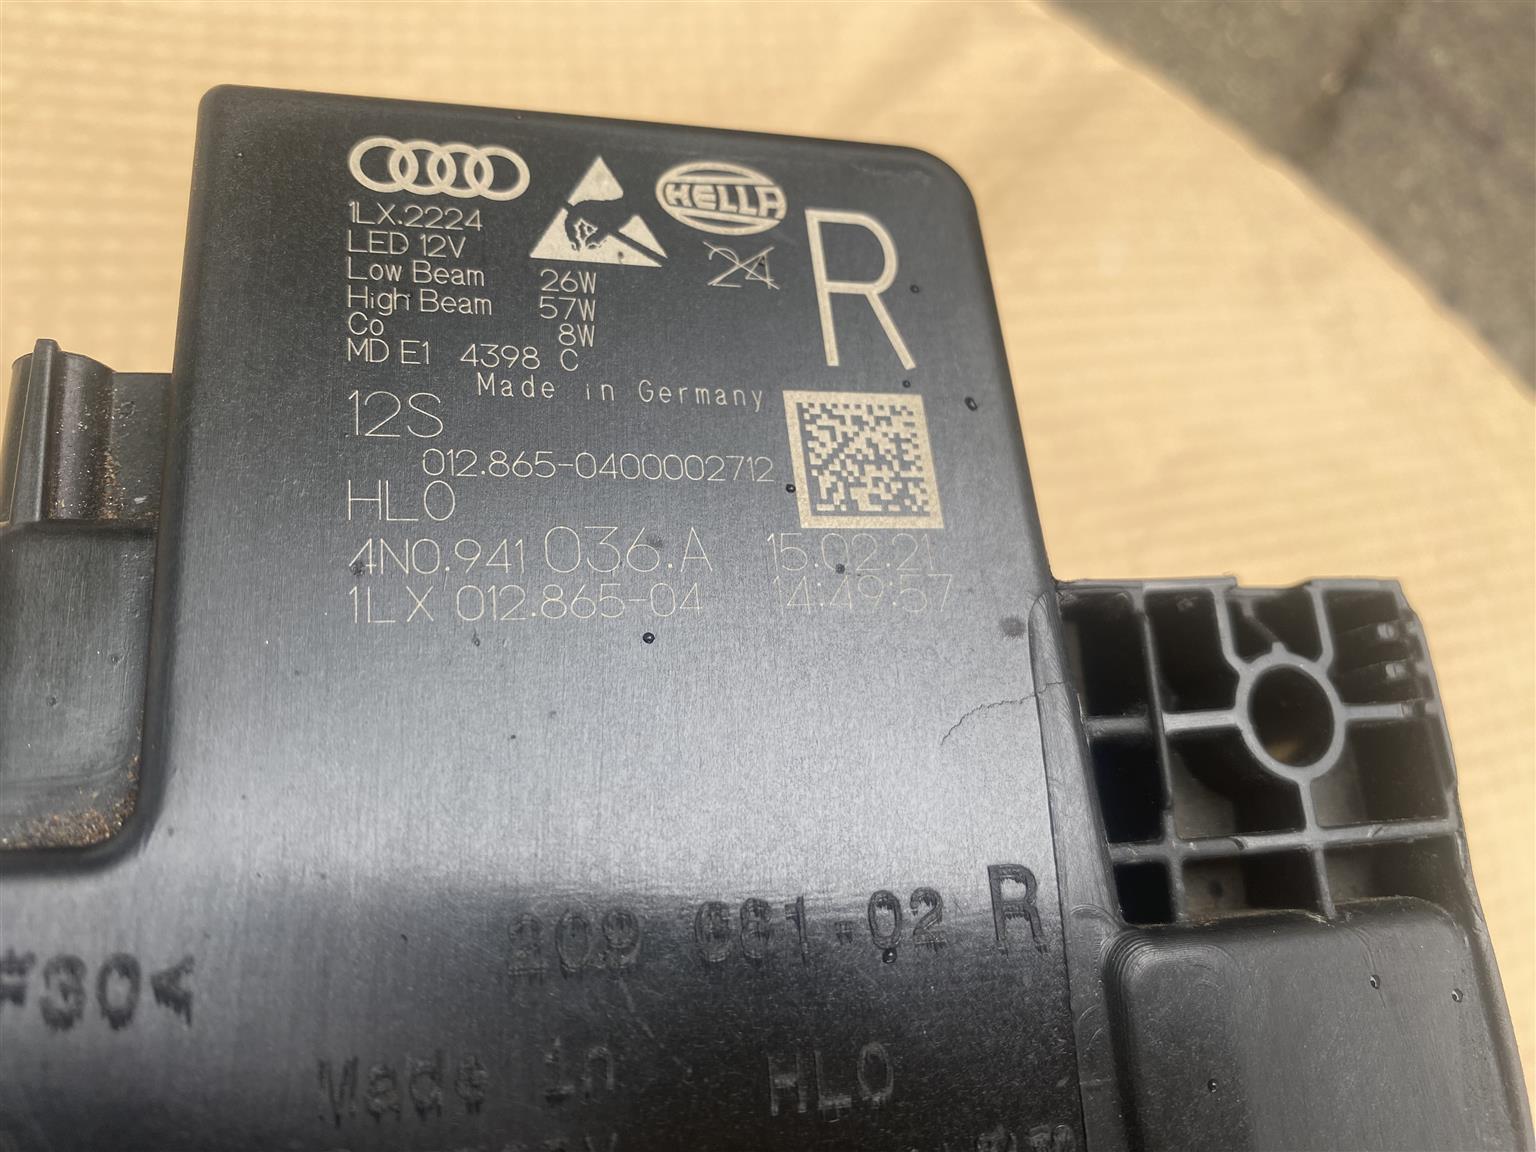 HELLA
R
1LX.2224
LED 12V
24
Low Beam 26W
High Beam 57W
Co 8W
MD E1 4398 C
Made in Germany
12S
012.865-0400002712
HLO
4N0.941 036.A 15.02.21
1LX 012.865-04 14:49:57
-02 R
30<
Made in HLO